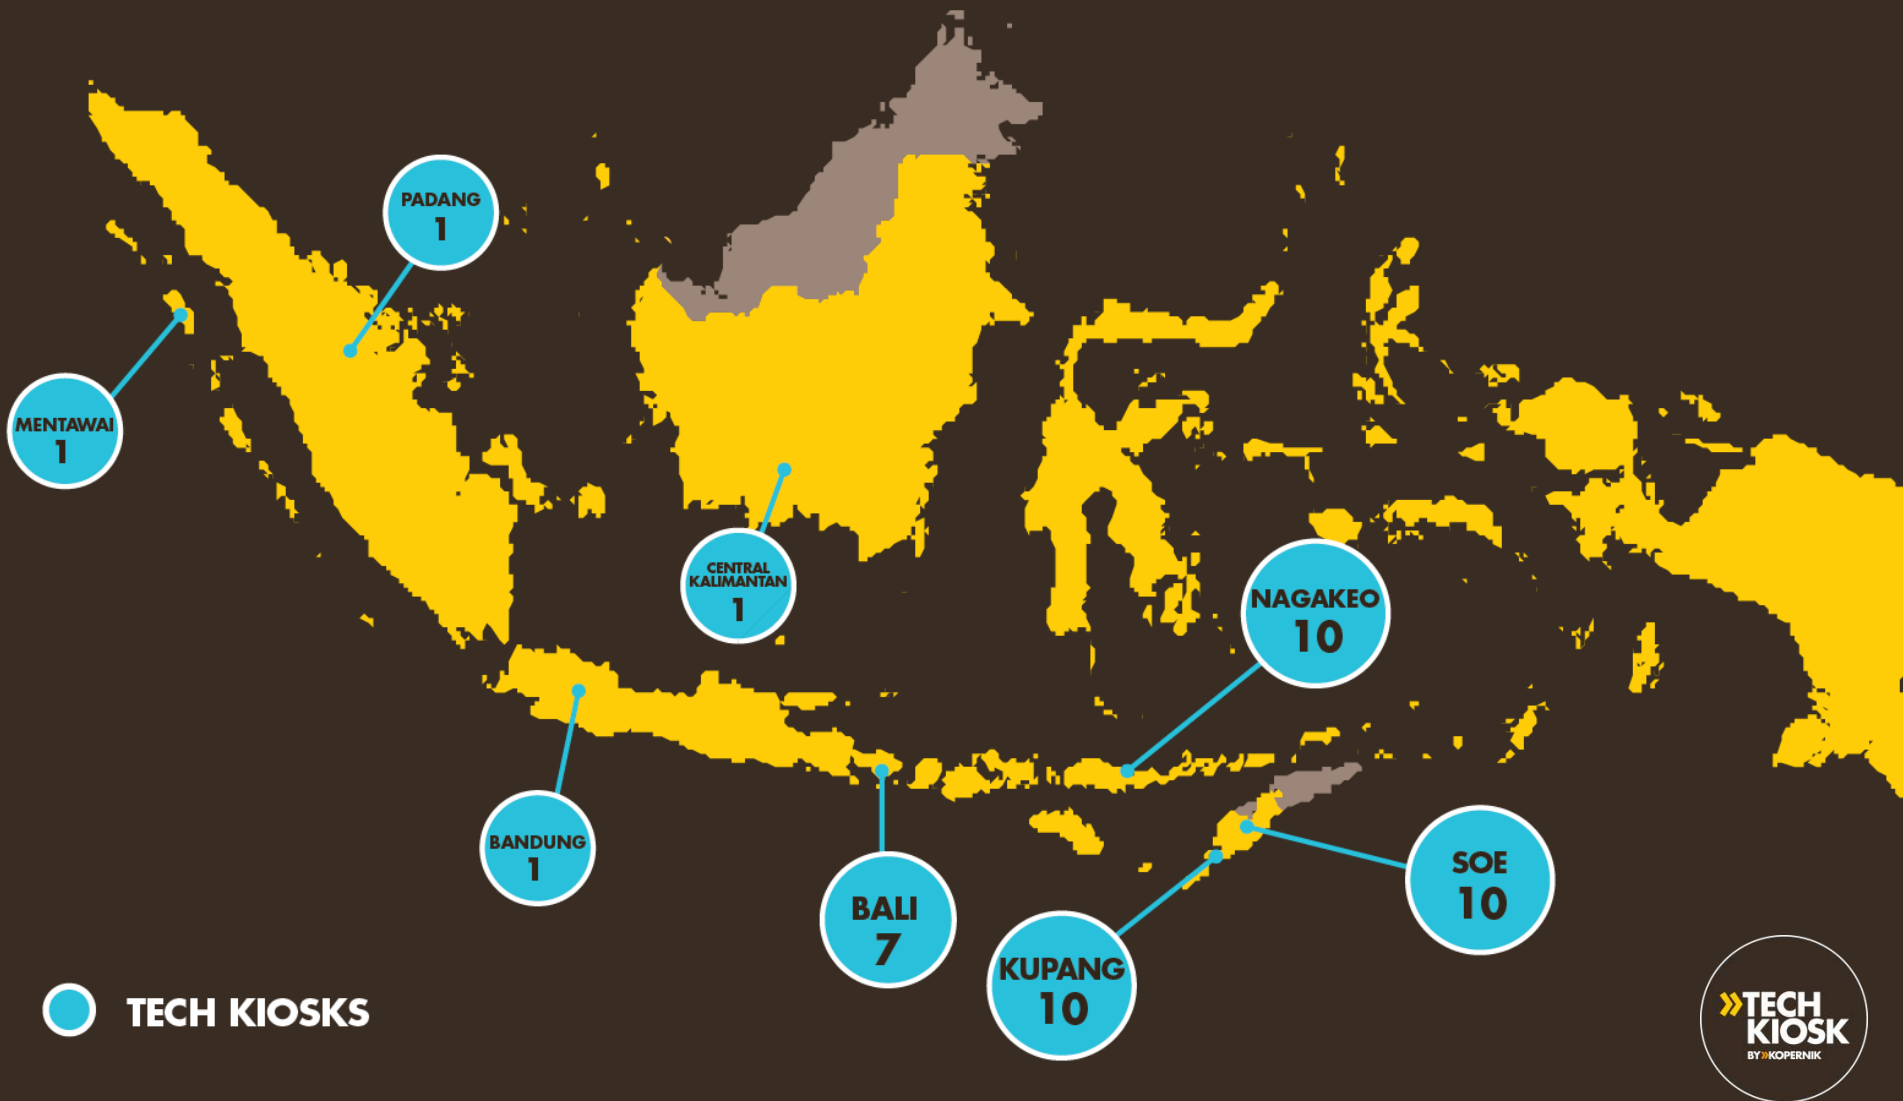 PADANG
1
MENTAWAI
1
CENTRAL
KALIMANTAN
1
NAGAKEO
10
BANDUNG
1
BALI
7
SOE
10
KUPANG
10
TECH KIOSKS
»TECH
KIOSK
BY»KOPERNIK